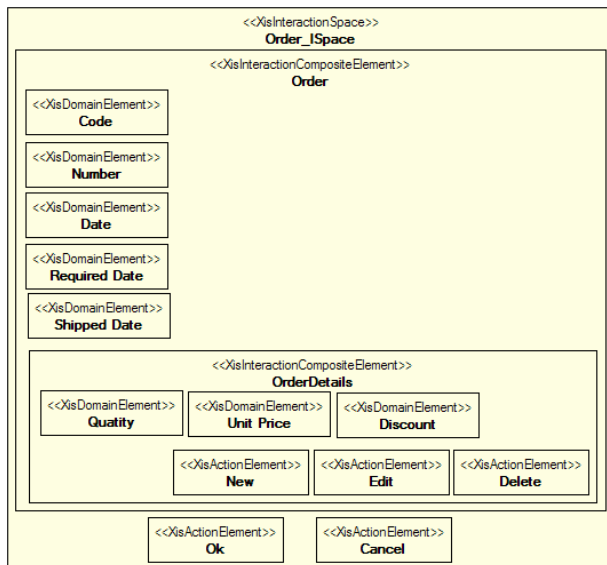 <<XisInteractionSpace>>
Order_ISpace
<<XisInteractionCompositeElement>>
Order
<<XisDomainElement>>
Code
<<XisDomainElement>>
Number
<<XisDomainElement>>
Date
<<XisDomainElement>>
Required Date
<<XisDomainElement>>
Shipped Date
<<XisInteractionCompositeElement>>
OrderDetails
<<XisDomainElement>> <<XisDomainElement>> <<XisDomainElement>>
Quatity Unit Price Discount
<<XisActionElement>> <<XisActionElement>> <<XisActionElement>>
New Edit Delete
<<XisActionElement>> <<XisActionElement>>
Ok Cancel